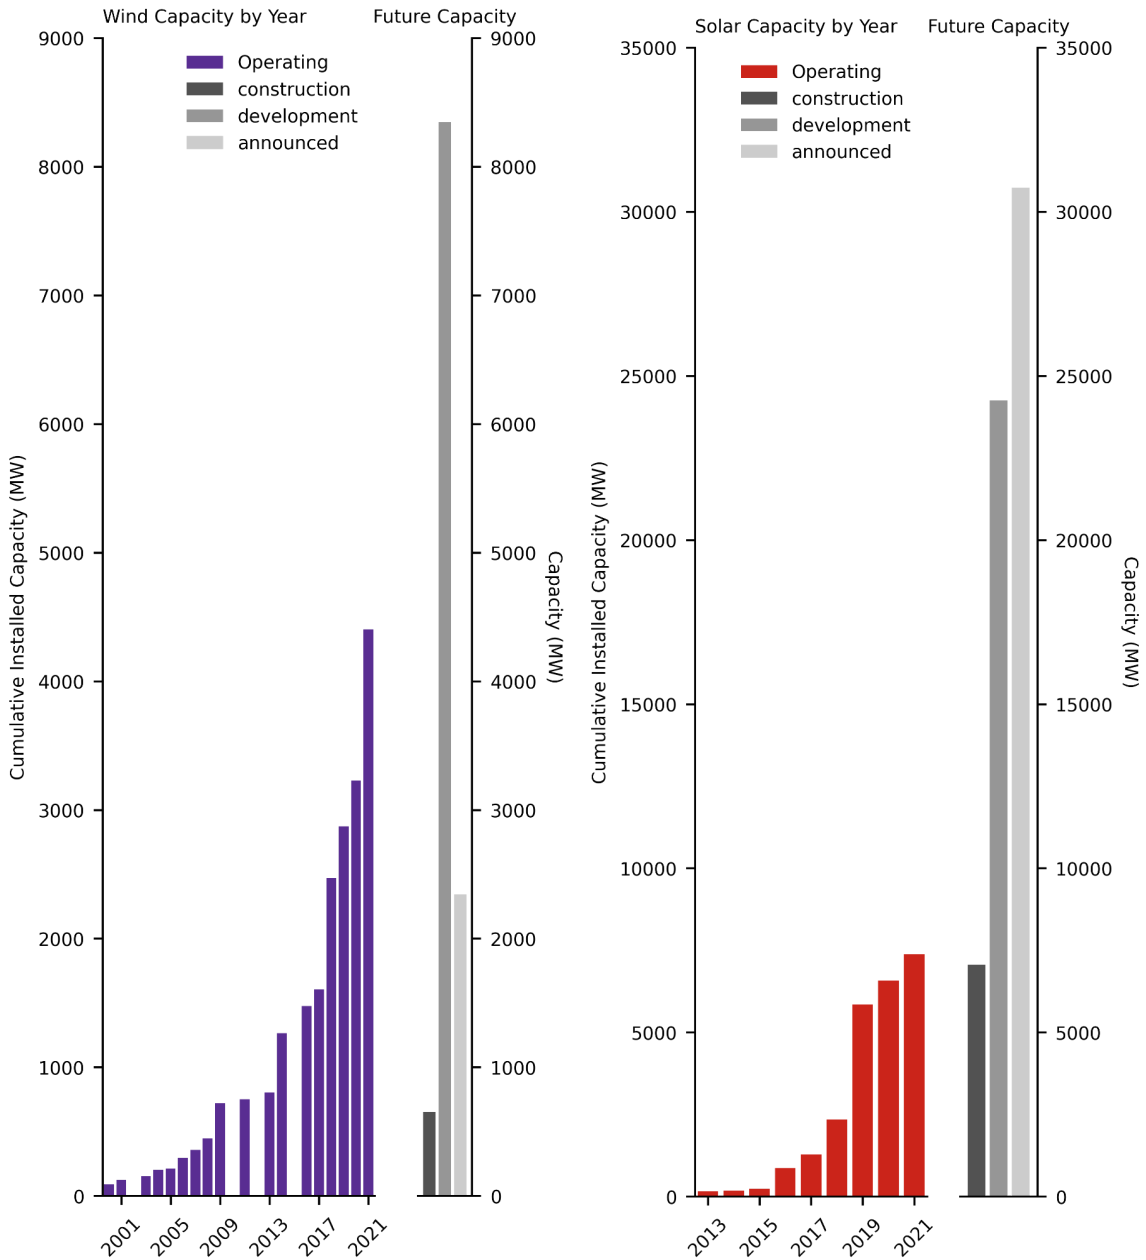 Wind Capacity by Year
Future Capacity
9000
8000
7000
6000
5000
4000
3000
2000
1000
0
Cumulative Installed Capacity (MW)
Operating
construction
development
announced
2001
2005
2009
2013
2017
2021
9000
8000
7000
6000
5000
4000
3000
2000
1000
0
Capacity (MW)
Solar Capacity by Year
Future Capacity
35000
30000
25000
20000
15000
10000
5000
0
Cumulative Installed Capacity (MW)
Operating
construction
development
announced
2013
2015
2017
2019
2021
35000
30000
25000
20000
15000
10000
5000
0
Capacity (MW)